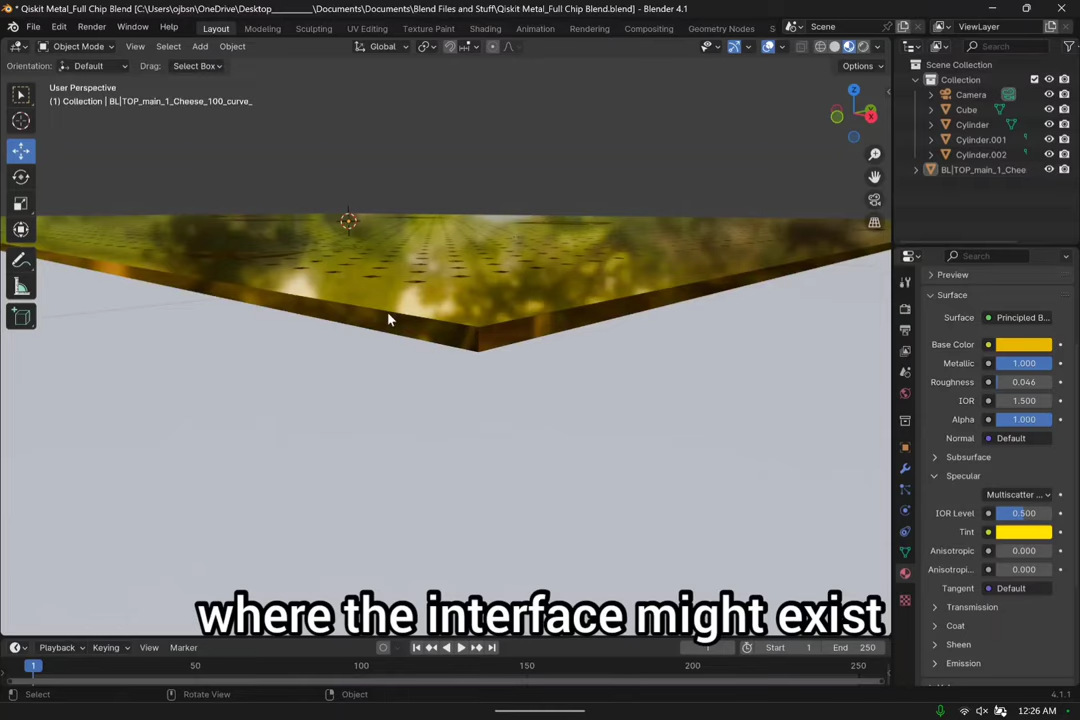 Qiskit Metal_Full Chip Blend [C:\Users\ojbsn\OneDrive\Desktop_________\Documents\Documents\Blend Files and Stuff\Qiskit Metal_Full Chip Blend.blend] - Blender 4.1
File Edit Render Window Help Layout Modeling Sculpting UV Editing Texture Paint Shading Animation Rendering Compositing Geometry Nodes Scene ViewLayer
Object Mode View Select Add Object Global Search
Orientation: Default Drag: Select Box Options
Scene Collection
Collection
Camera
Cube
Cylinder
Cylinder.001
Cylinder.002
BL|TOP_main_1_Chee
User Perspective
(1) Collection | BL|TOP_main_1_Cheese_100_curve_
Z
X
Search
Preview
Surface
Surface Principled B...
Base Color
Metallic 1.000
Roughness 0.046
IOR 1.500
Alpha 1.000
Normal Default
Subsurface
Specular
Multiscatter ...
IOR Level 0.500
Tint
Anisotropic 0.000
Anisotropi... 0.000
Tangent Default
Transmission
Coat
Sheen
Emission
where the interface might exist
Playback Keying View Marker 1 Start 1 End 250
1 50 100 150 200 250
Select Rotate View Object 4.1.1
12:26 AM